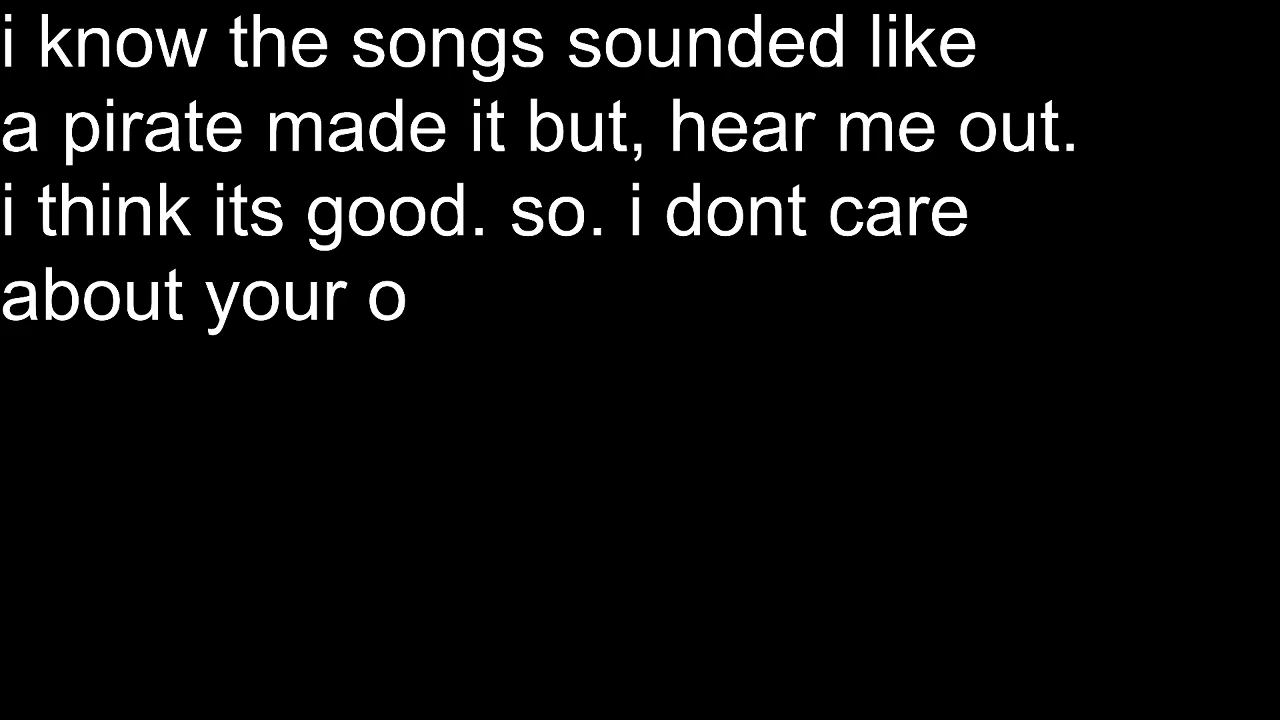 i know the songs sounded like
a pirate made it but, hear me out.
i think its good. so. i dont care
about your o